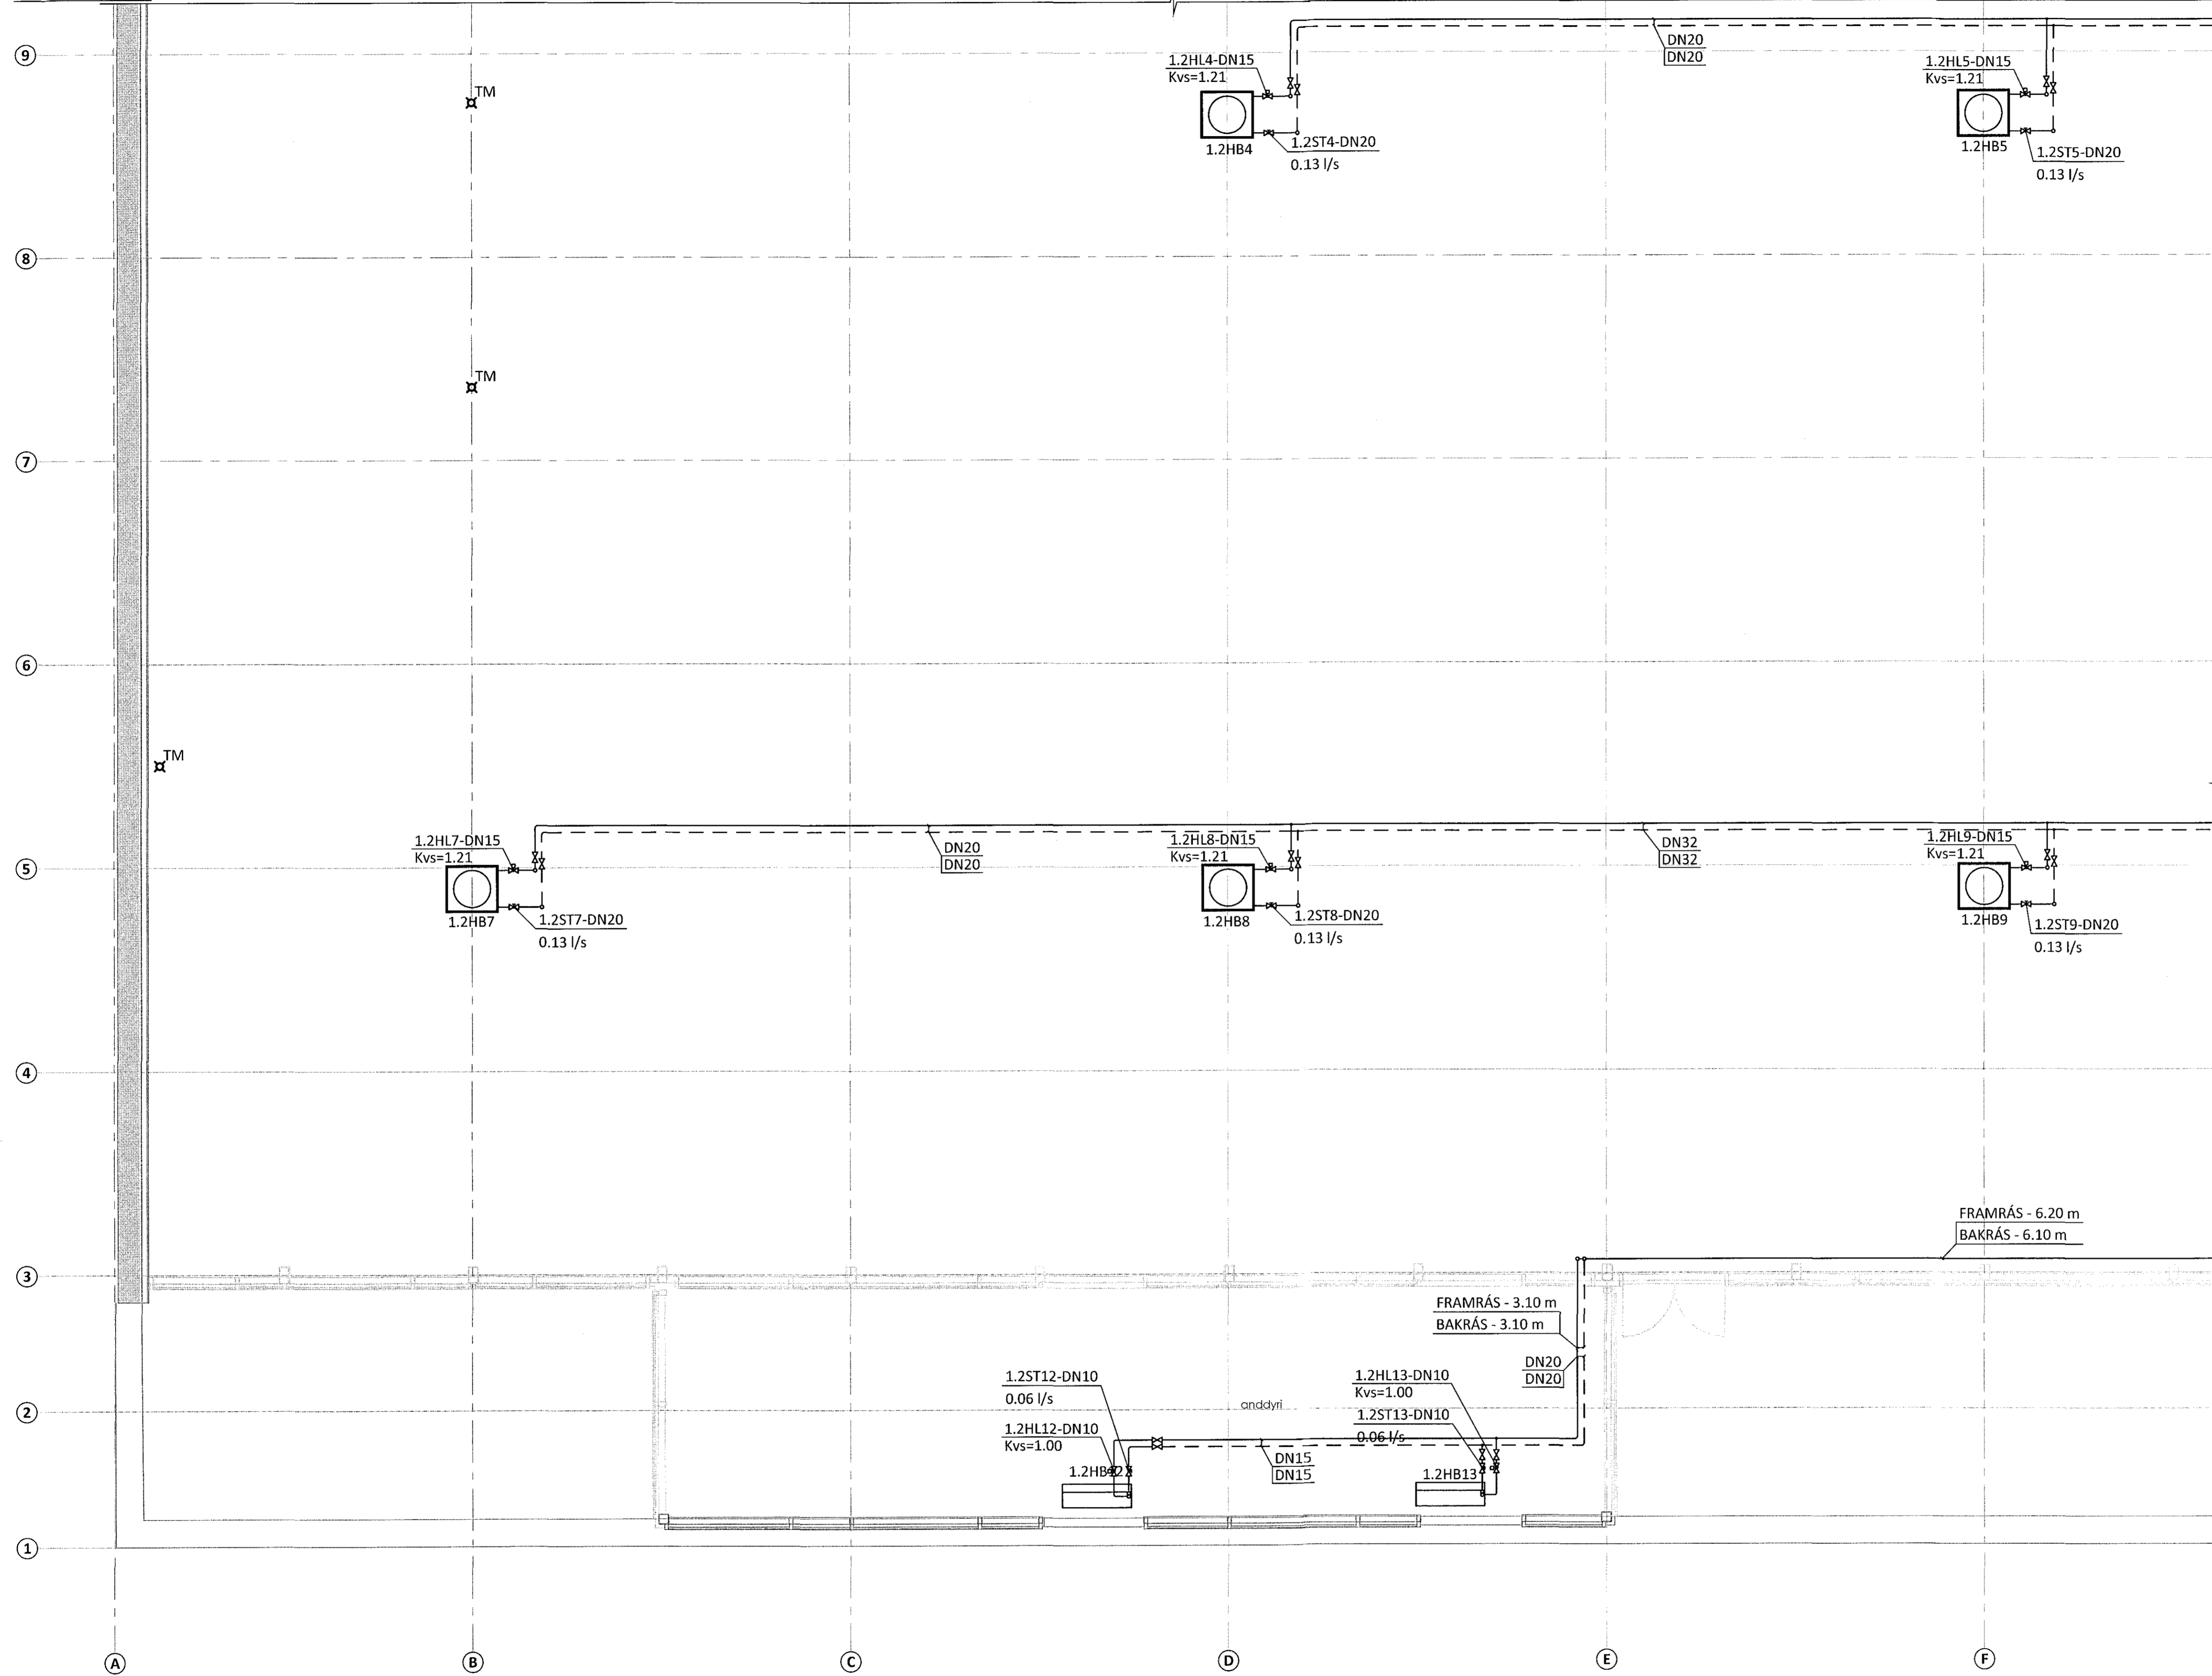 DN20
DN20
9
1.2HL4-DN15
Kvs=1.21
1.2HL5-DN15
Kvs=1.21
TM
1.2HB4
1.2ST4-DN20
0.13 l/s
1.2HB5
1.2ST5-DN20
0.13 l/s
8
TM
7
6
TM
1.2HL7-DN15
Kvs=1.21
DN20
DN20
1.2HL8-DN15
Kvs=1.21
DN32
DN32
1.2HL9-DN15
Kvs=1.21
5
1.2HB7
1.2ST7-DN20
0.13 l/s
1.2HB8
1.2ST8-DN20
0.13 l/s
1.2HB9
1.2ST9-DN20
0.13 l/s
4
FRAMRÁS - 6.20 m
BAKRÁS - 6.10 m
3
FRAMRÁS - 3.10 m
BAKRÁS - 3.10 m
DN20
DN20
1.2ST12-DN10
0.06 l/s
1.2HL13-DN10
Kvs=1.00
2
anddyri
1.2ST13-DN10
0.06 l/s
1.2HL12-DN10
Kvs=1.00
DN15
DN15
1.2HB12
1.2HB13
1
A
B
C
D
E
F